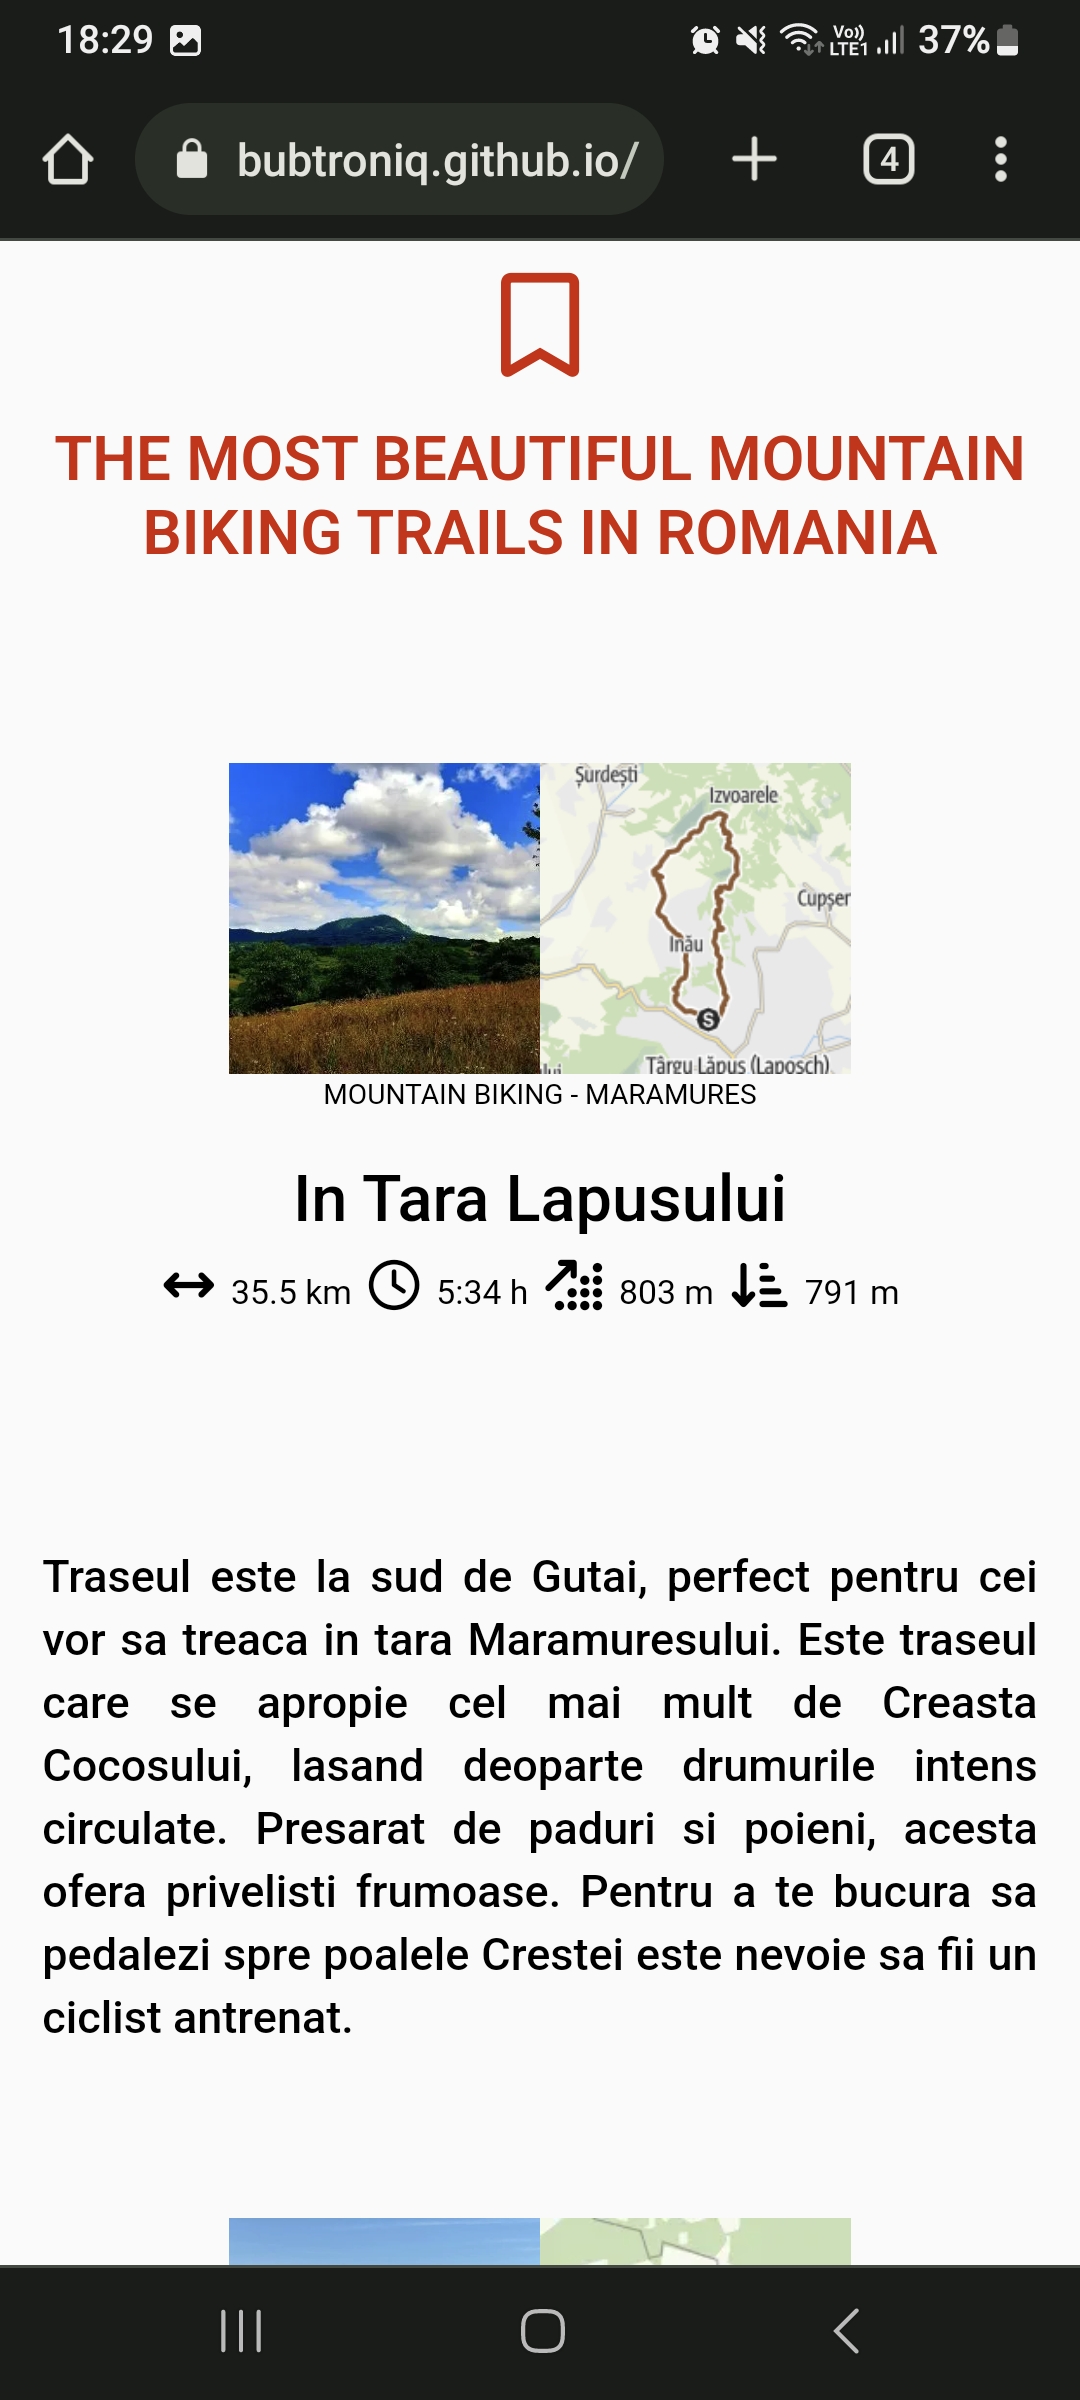 18:29
Vo))
LTE1
37%
bubtroniq.github.io/
4
THE MOST BEAUTIFUL MOUNTAIN
BIKING TRAILS IN ROMANIA
Șurdești
Izvoarele
Cupșer
Inău
S
lui
Târgu Lăpuș (Laposch)
MOUNTAIN BIKING - MARAMURES
In Tara Lapusului
35.5 km 5:34 h 803 m 791 m
Traseul este la sud de Gutai, perfect pentru cei
vor sa treaca in tara Maramuresului. Este traseul
care se apropie cel mai mult de Creasta
Cocosului, lasand deoparte drumurile intens
circulate. Presarat de paduri si poieni, acesta
ofera privelisti frumoase. Pentru a te bucura sa
pedalezi spre poalele Crestei este nevoie sa fii un
ciclist antrenat.